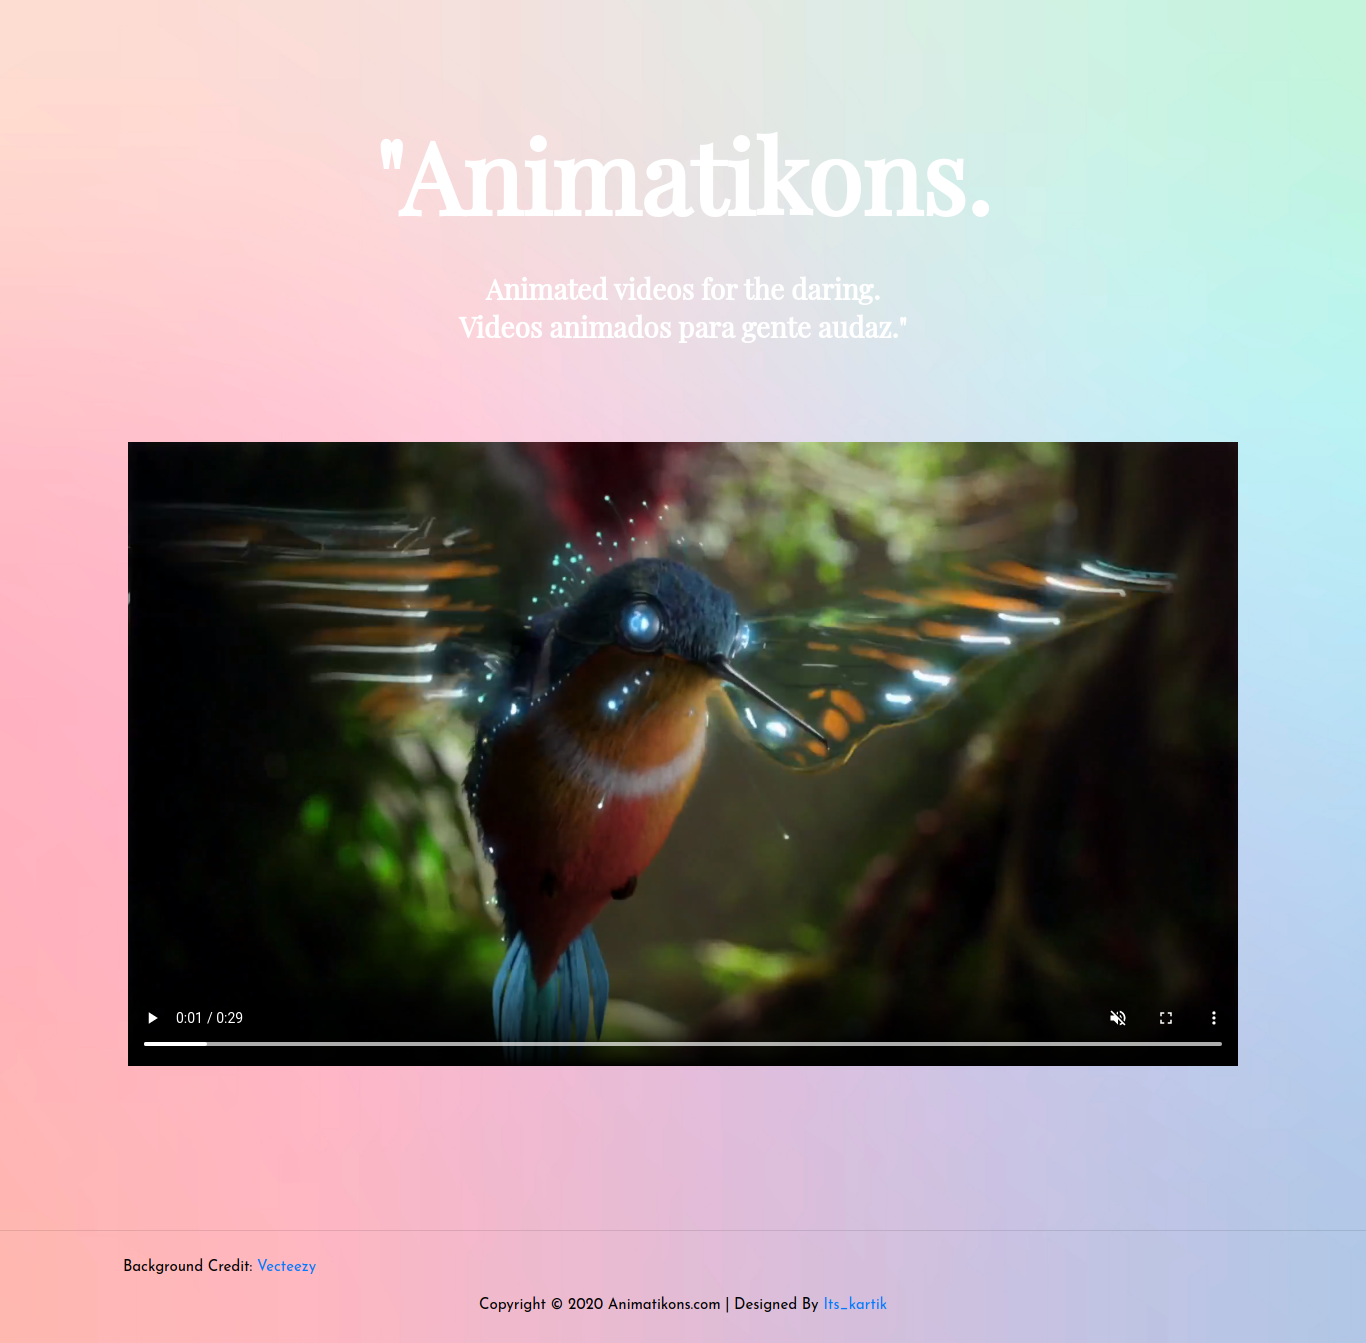 "Animatikons.
Animated videos for the daring.
Videos animados para gente audaz."
0:01 / 0:29
Background Credit: Vecteezy
Copyright © 2020 Animatikons.com | Designed By Its_kartik